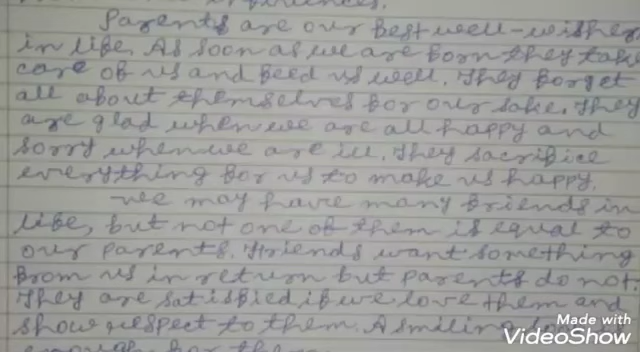 influences.
Parents are our best well-wisher
in life. As soon as we are born they take
care of us and feed us well. They forget
all about themselves for our sake. They
are glad when we are all happy and
sorry when we are ill. They sacrifice
everything for us to make us happy.
We may have many friends in
life, but not one of them is equal to
our parents. Friends want something
from us in return but parents do not.
They are satisfied if we love them and
show respect to them. A smiling
enough for them
Made with
VideoShow